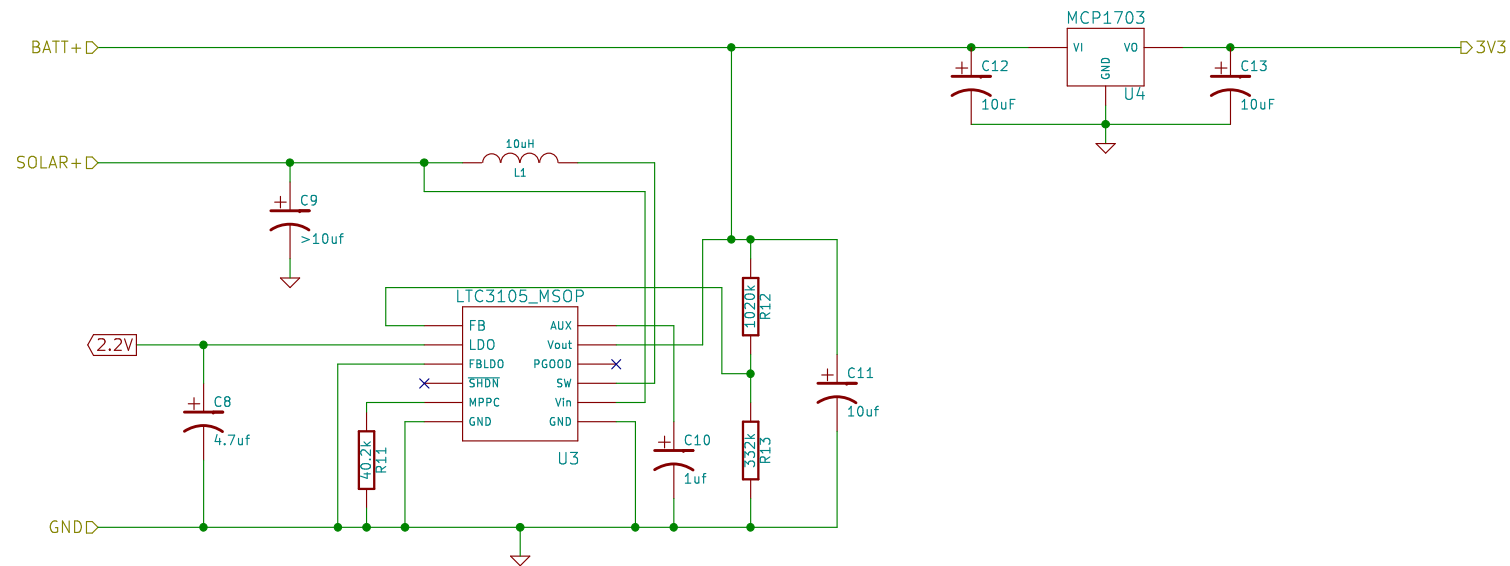 MCP1703
BATT+
VI
VO
GND
3V3
C12
10uF
U4
C13
10uF
SOLAR+
10uH
L1
C9
>10uf
LTC3105_MSOP
FB
LDO
FBLDO
SHDN
MPPC
GND
AUX
Vout
PGOOD
SW
Vin
GND
U3
1020k
R12
2.2V
C8
4.7uf
40.2k
R11
C10
1uf
332k
R13
C11
10uf
GND